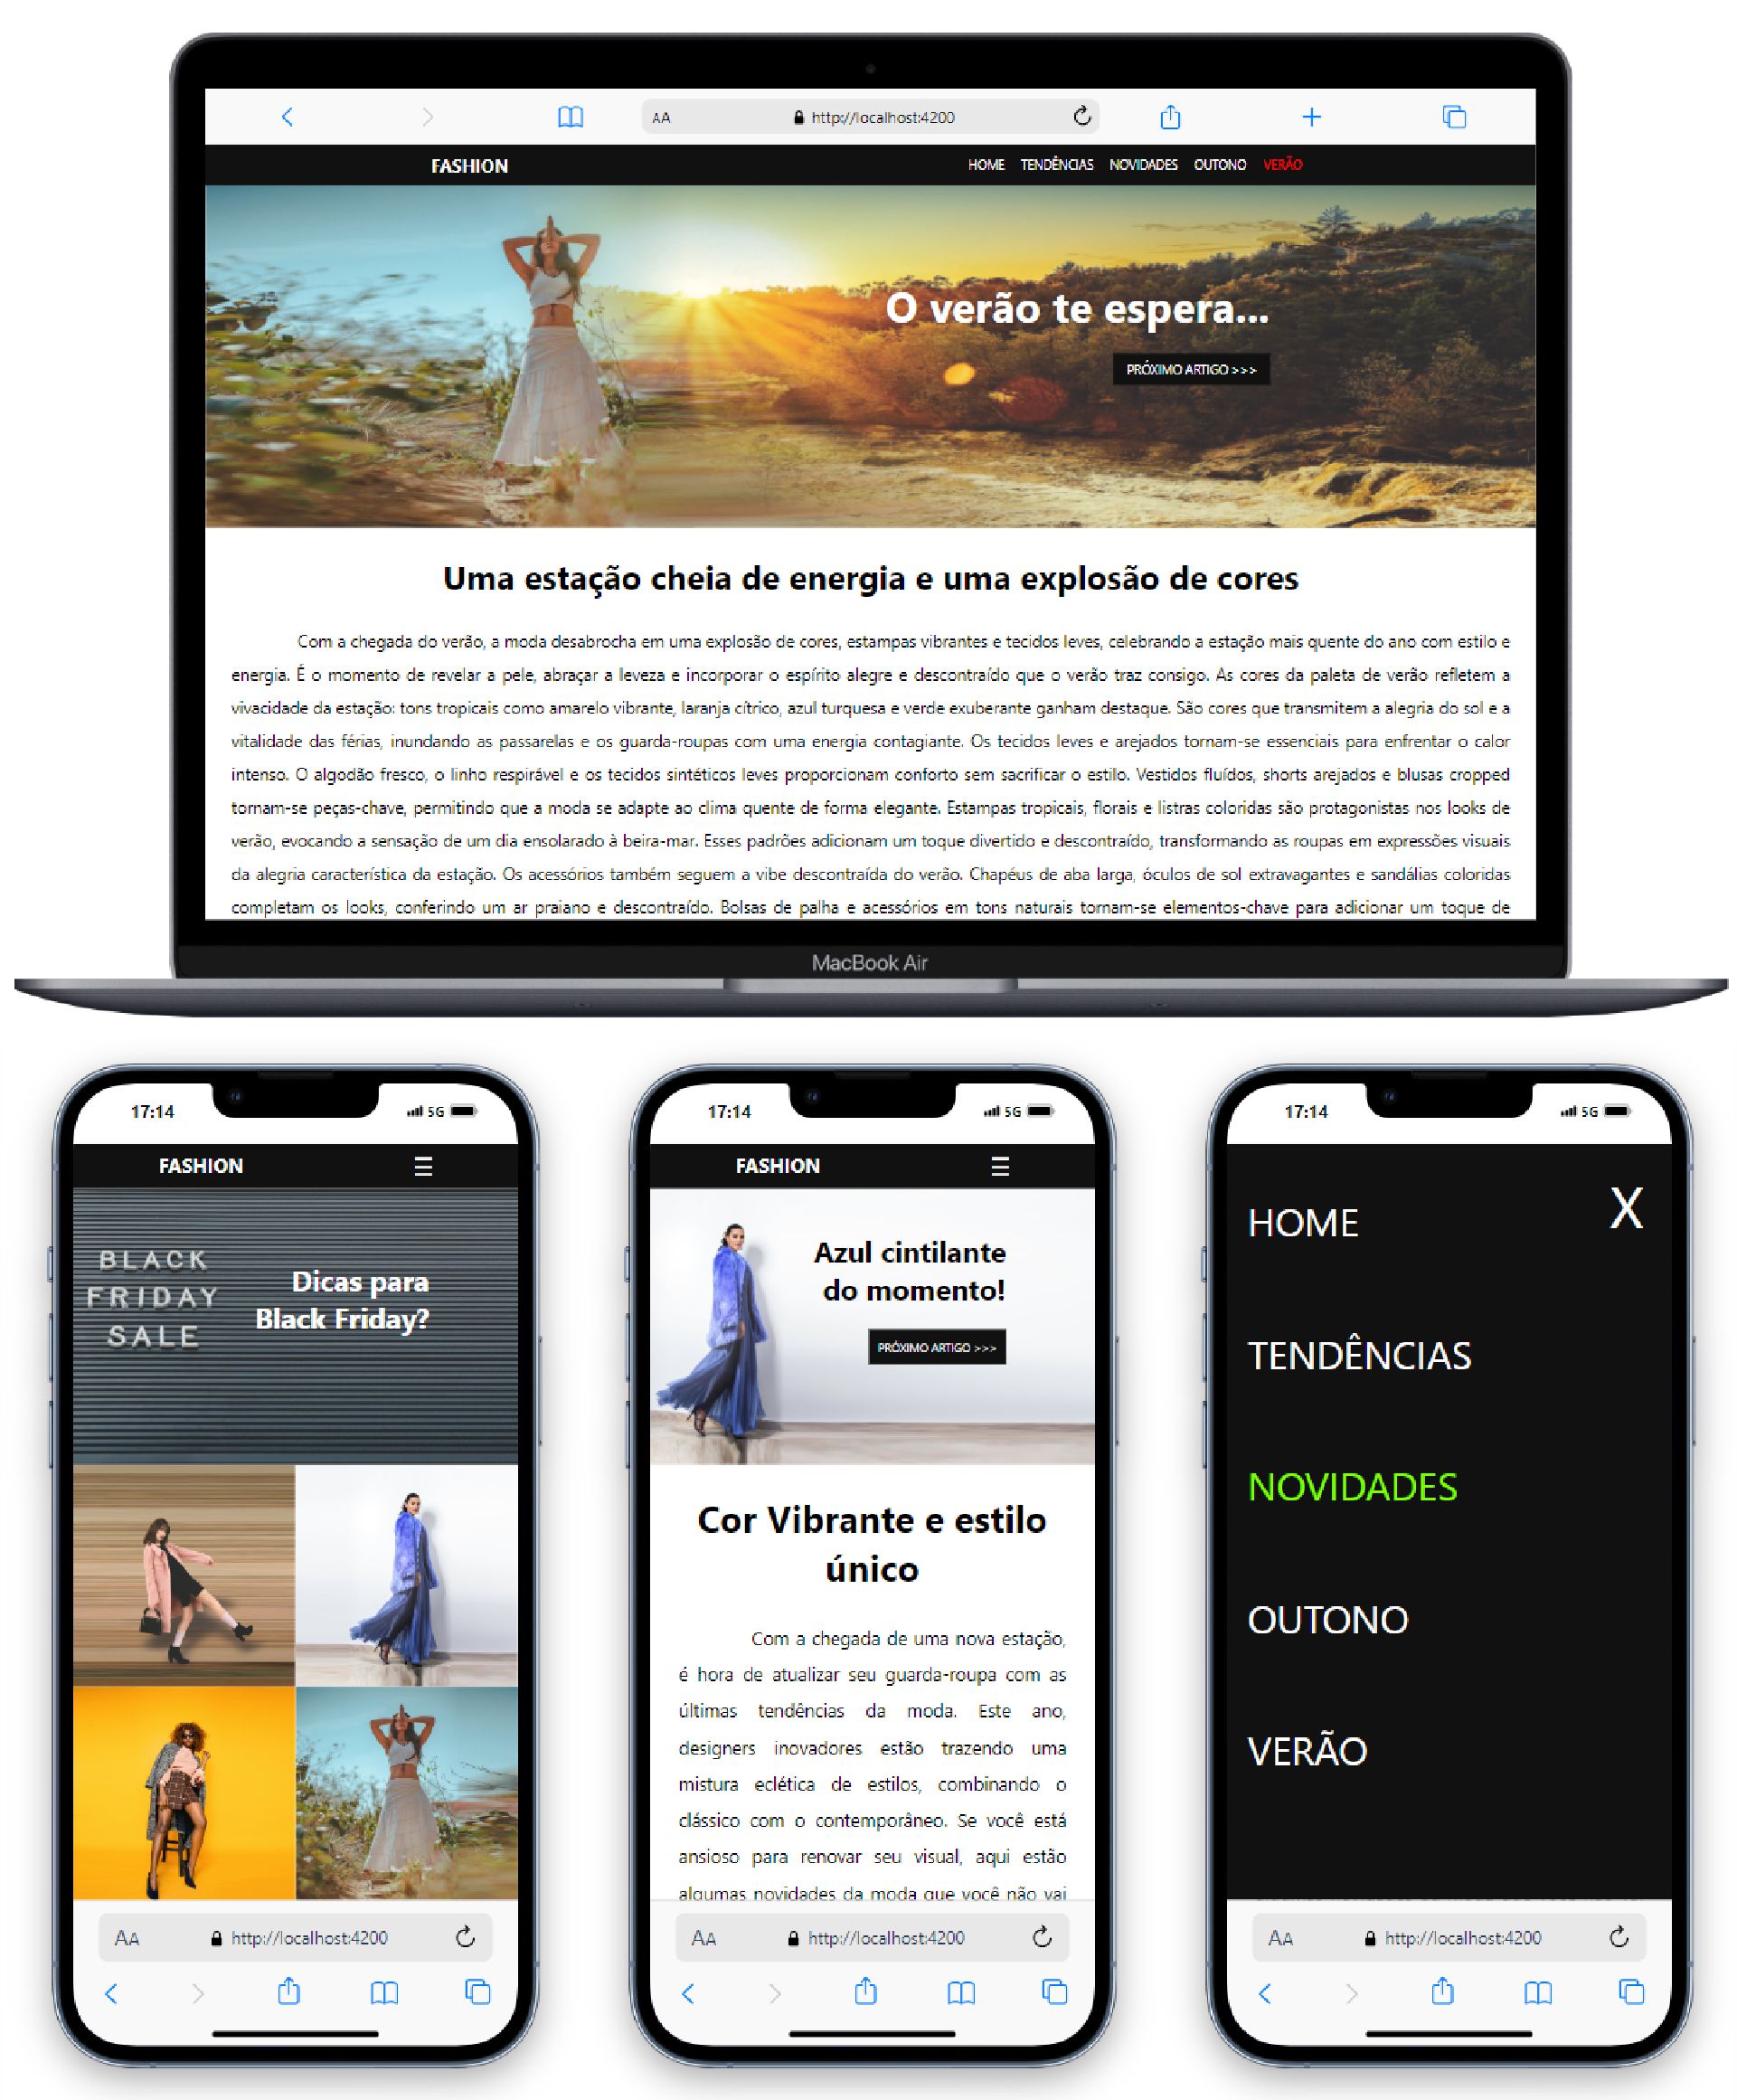 AA
http://localhost:4200
FASHION
HOME TENDÊNCIAS NOVIDADES OUTONO VERÃO
O verão te espera...
PRÓXIMO ARTIGO >>>
Uma estação cheia de energia e uma explosão de cores
Com a chegada do verão, a moda desabrocha em uma explosão de cores, estampas vibrantes e tecidos leves, celebrando a estação mais quente do ano com estilo e
energia. É o momento de revelar a pele, abraçar a leveza e incorporar o espírito alegre e descontraído que o verão traz consigo. As cores da paleta de verão refletem a
vivacidade da estação: tons tropicais como amarelo vibrante, laranja cítrico, azul turquesa e verde exuberante ganham destaque. São cores que transmitem a alegria do sol e a
vitalidade das férias, inundando as passarelas e os guarda-roupas com uma energia contagiante. Os tecidos leves e arejados tornam-se essenciais para enfrentar o calor
intenso. O algodão fresco, o linho respirável e os tecidos sintéticos leves proporcionam conforto sem sacrificar o estilo. Vestidos fluídos, shorts arejados e blusas cropped
tornam-se peças-chave, permitindo que a moda se adapte ao clima quente de forma elegante. Estampas tropicais, florais e listras coloridas são protagonistas nos looks de
verão, evocando a sensação de um dia ensolarado à beira-mar. Esses padrões adicionam um toque divertido e descontraído, transformando as roupas em expressões visuais
da alegria característica da estação. Os acessórios também seguem a vibe descontraída do verão. Chapéus de aba larga, óculos de sol extravagantes e sandálias coloridas
completam os looks, conferindo um ar praiano e descontraído. Bolsas de palha e acessórios em tons naturais tornam-se elementos-chave para adicionar um toque de
MacBook Air
17:14
5G
FASHION
BLACK
FRIDAY
SALE
Dicas para
Black Friday?
AA
http://localhost:4200
17:14
5G
FASHION
Azul cintilante
do momento!
PRÓXIMO ARTIGO >>>
Cor Vibrante e estilo
único
Com a chegada de uma nova estação,
é hora de atualizar seu guarda-roupa com as
últimas tendências da moda. Este ano,
designers inovadores estão trazendo uma
mistura eclética de estilos, combinando o
clássico com o contemporâneo. Se você está
ansioso para renovar seu visual, aqui estão
algumas novidades da moda que você não vai
AA
http://localhost:4200
17:14
5G
X
HOME
TENDÊNCIAS
NOVIDADES
OUTONO
VERÃO
AA
http://localhost:4200